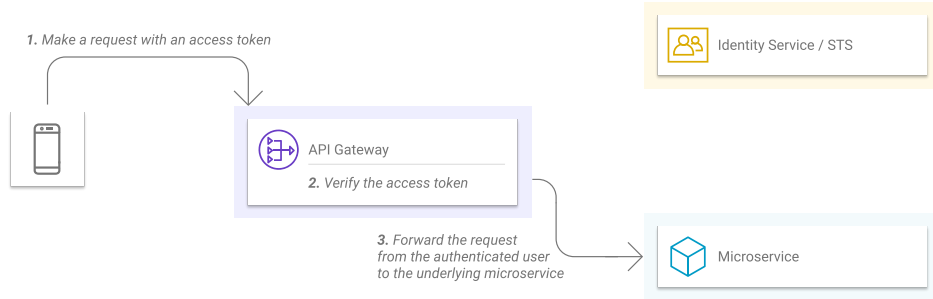 1. Make a request with an access token
Identity Service / STS
API Gateway
2. Verify the access token
3. Forward the request
from the authenticated user
to the underlying microservice
Microservice